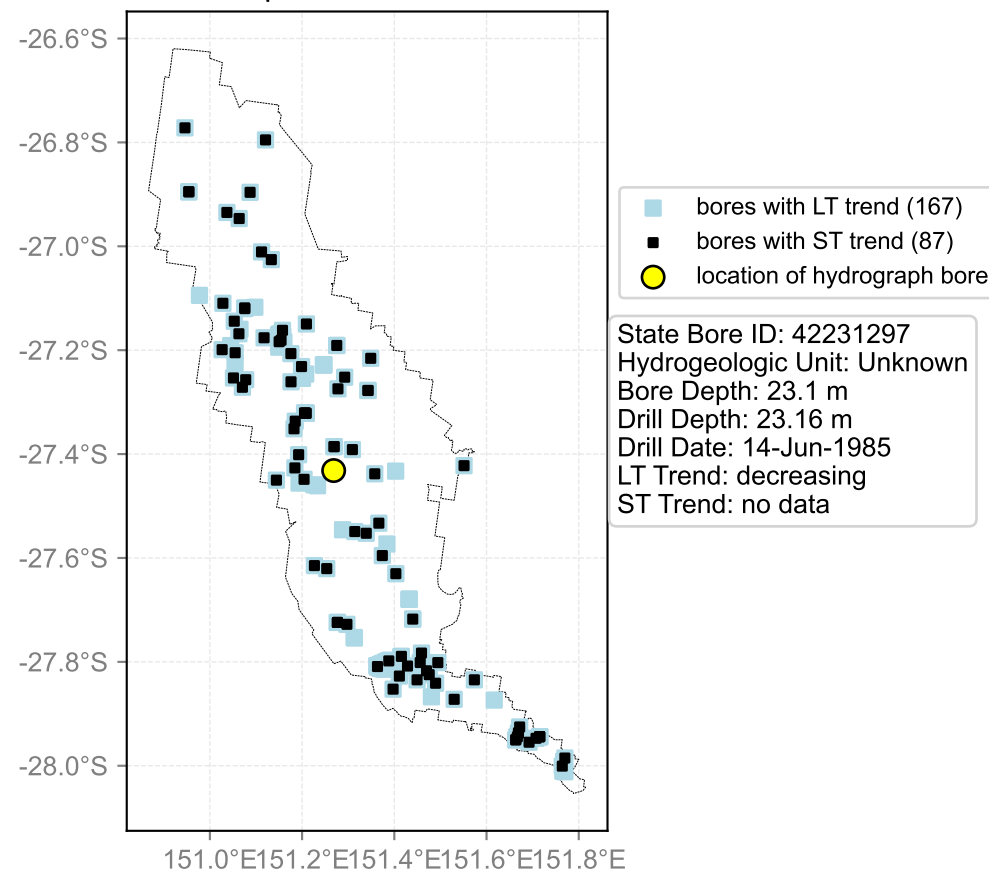 -26.6°S
-26.8°S
-27.0°S
-27.2°S
-27.4°S
-27.6°S
-27.8°S
-28.0°S
151.0°E151.2°E151.4°E151.6°E151.8°E
bores with LT trend (167)
bores with ST trend (87)
location of hydrograph bore
State Bore ID: 42231297
Hydrogeologic Unit: Unknown
Bore Depth: 23.1 m
Drill Depth: 23.16 m
Drill Date: 14-Jun-1985
LT Trend: decreasing
ST Trend: no data